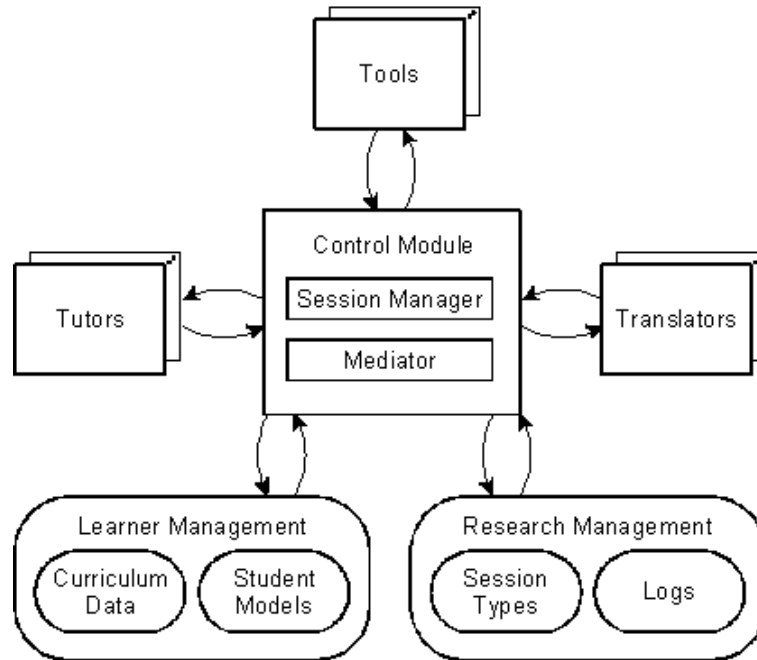 Tools
Control Module
Session Manager
Tutors
Translators
Mediator
Learner Management
Research Management
Curriculum
Data
Student
Models
Session
Types
Logs